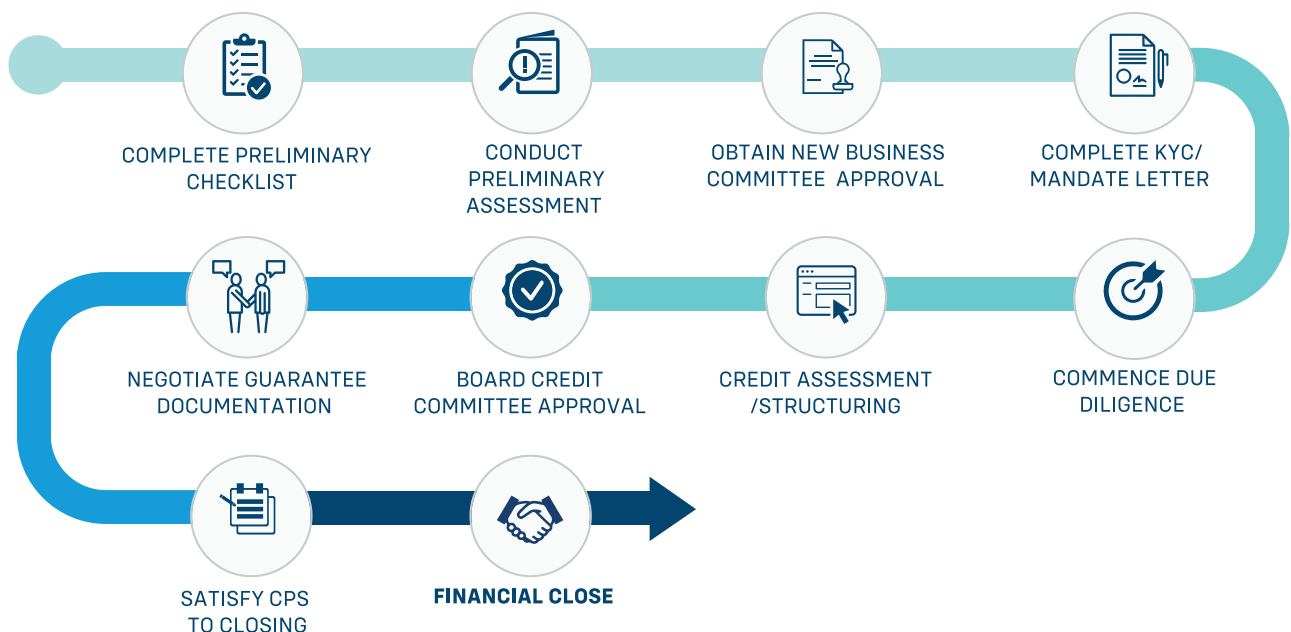 COMPLETE PRELIMINARY
CHECKLIST
CONDUCT
PRELIMINARY
ASSESSMENT
OBTAIN NEW BUSINESS
COMMITTEE APPROVAL
COMPLETE KYC/
MANDATE LETTER
NEGOTIATE GUARANTEE
DOCUMENTATION
BOARD CREDIT
COMMITTEE APPROVAL
CREDIT ASSESSMENT
/STRUCTURING
COMMENCE DUE
DILIGENCE
SATISFY CPS
TO CLOSING
FINANCIAL CLOSE